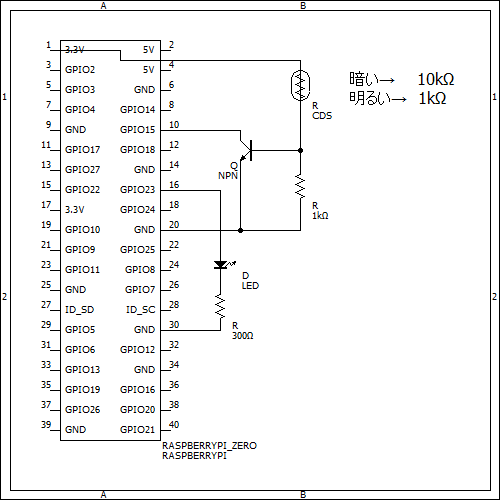 A B
1 3.3V 5V 2
3 GPIO2 5V 4
5 GPIO3 GND 6
7 GPIO4 GPIO14 8
9 GND GPIO15 10
11 GPIO17 GPIO18 12
13 GPIO27 GND 14
15 GPIO22 GPIO23 16
17 3.3V GPIO24 18
19 GPIO10 GND 20
21 GPIO9 GPIO25 22
23 GPIO11 GPIO8 24
25 GND GPIO7 26
27 ID_SD ID_SC 28
29 GPIO5 GND 30
31 GPIO6 GPIO12 32
33 GPIO13 GND 34
35 GPIO19 GPIO16 36
37 GPIO26 GPIO20 38
39 GND GPIO21 40
RASPBERRYPI_ZERO
RASPBERRYPI
暗い→ 10kΩ
明るい→ 1kΩ
R
CDS
Q
NPN
R
1kΩ
D
LED
R
300Ω
1 1
2 2
A B